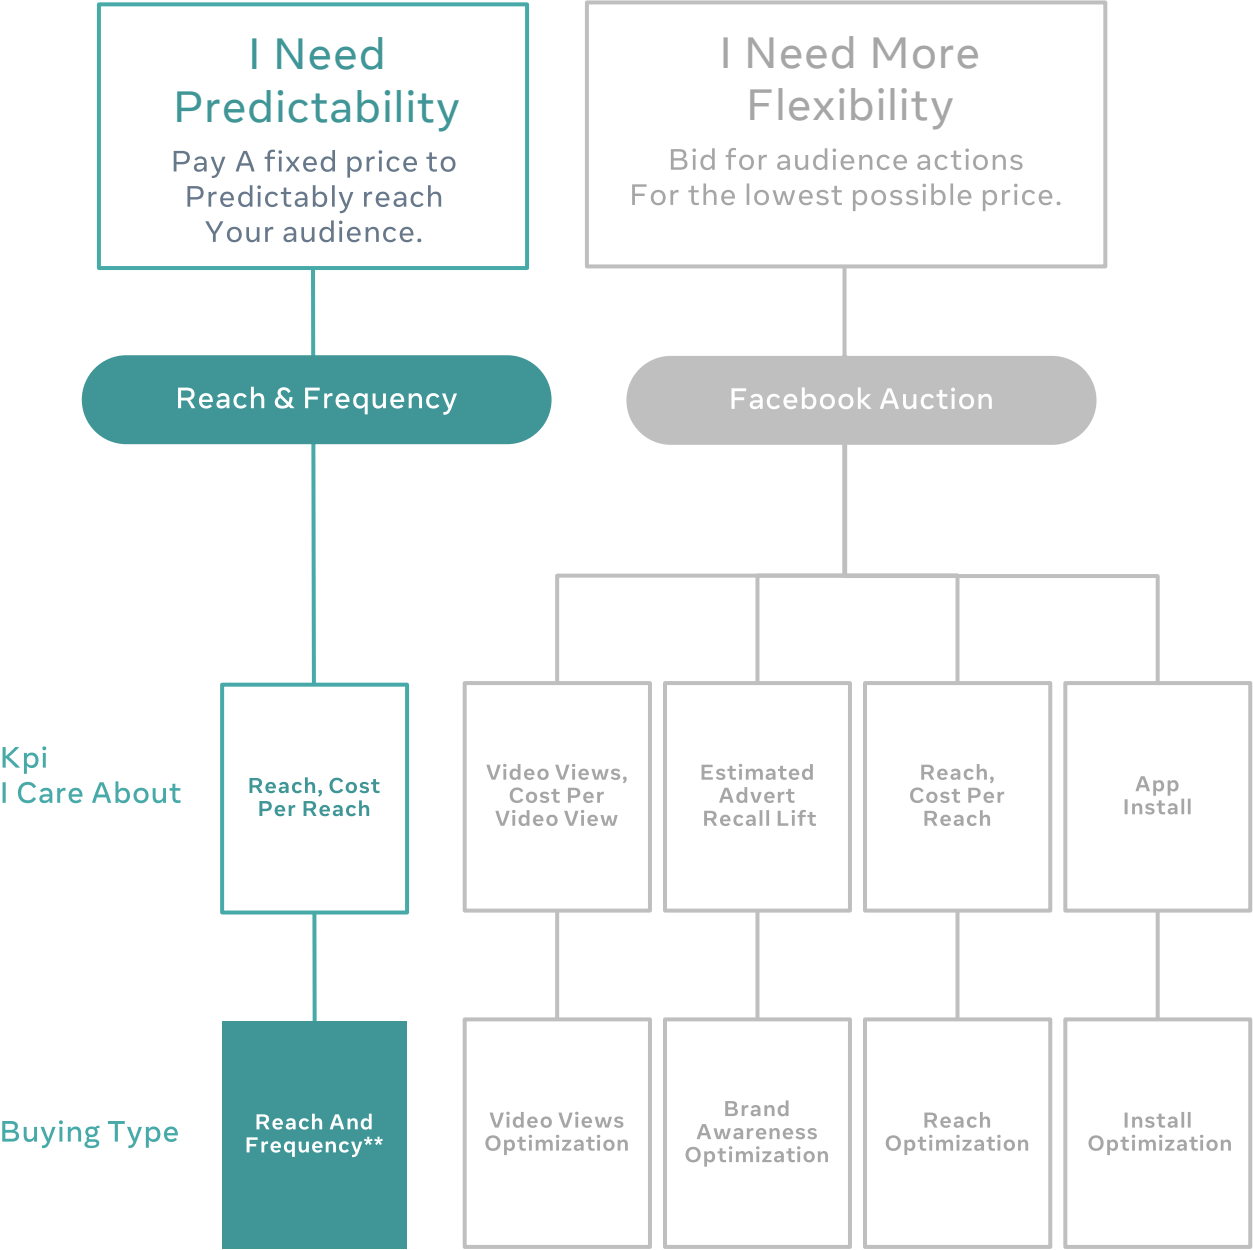 I Need
Predictability
Pay A fixed price to
Predictably reach
Your audience.
I Need More
Flexibility
Bid for audience actions
For the lowest possible price.
Reach & Frequency
Facebook Auction
Kpi
I Care About
Reach, Cost
Per Reach
Video Views,
Cost Per
Video View
Estimated
Advert
Recall Lift
Reach,
Cost Per
Reach
App
Install
Buying Type
Reach And
Frequency**
Video Views
Optimization
Brand
Awareness
Optimization
Reach
Optimization
Install
Optimization